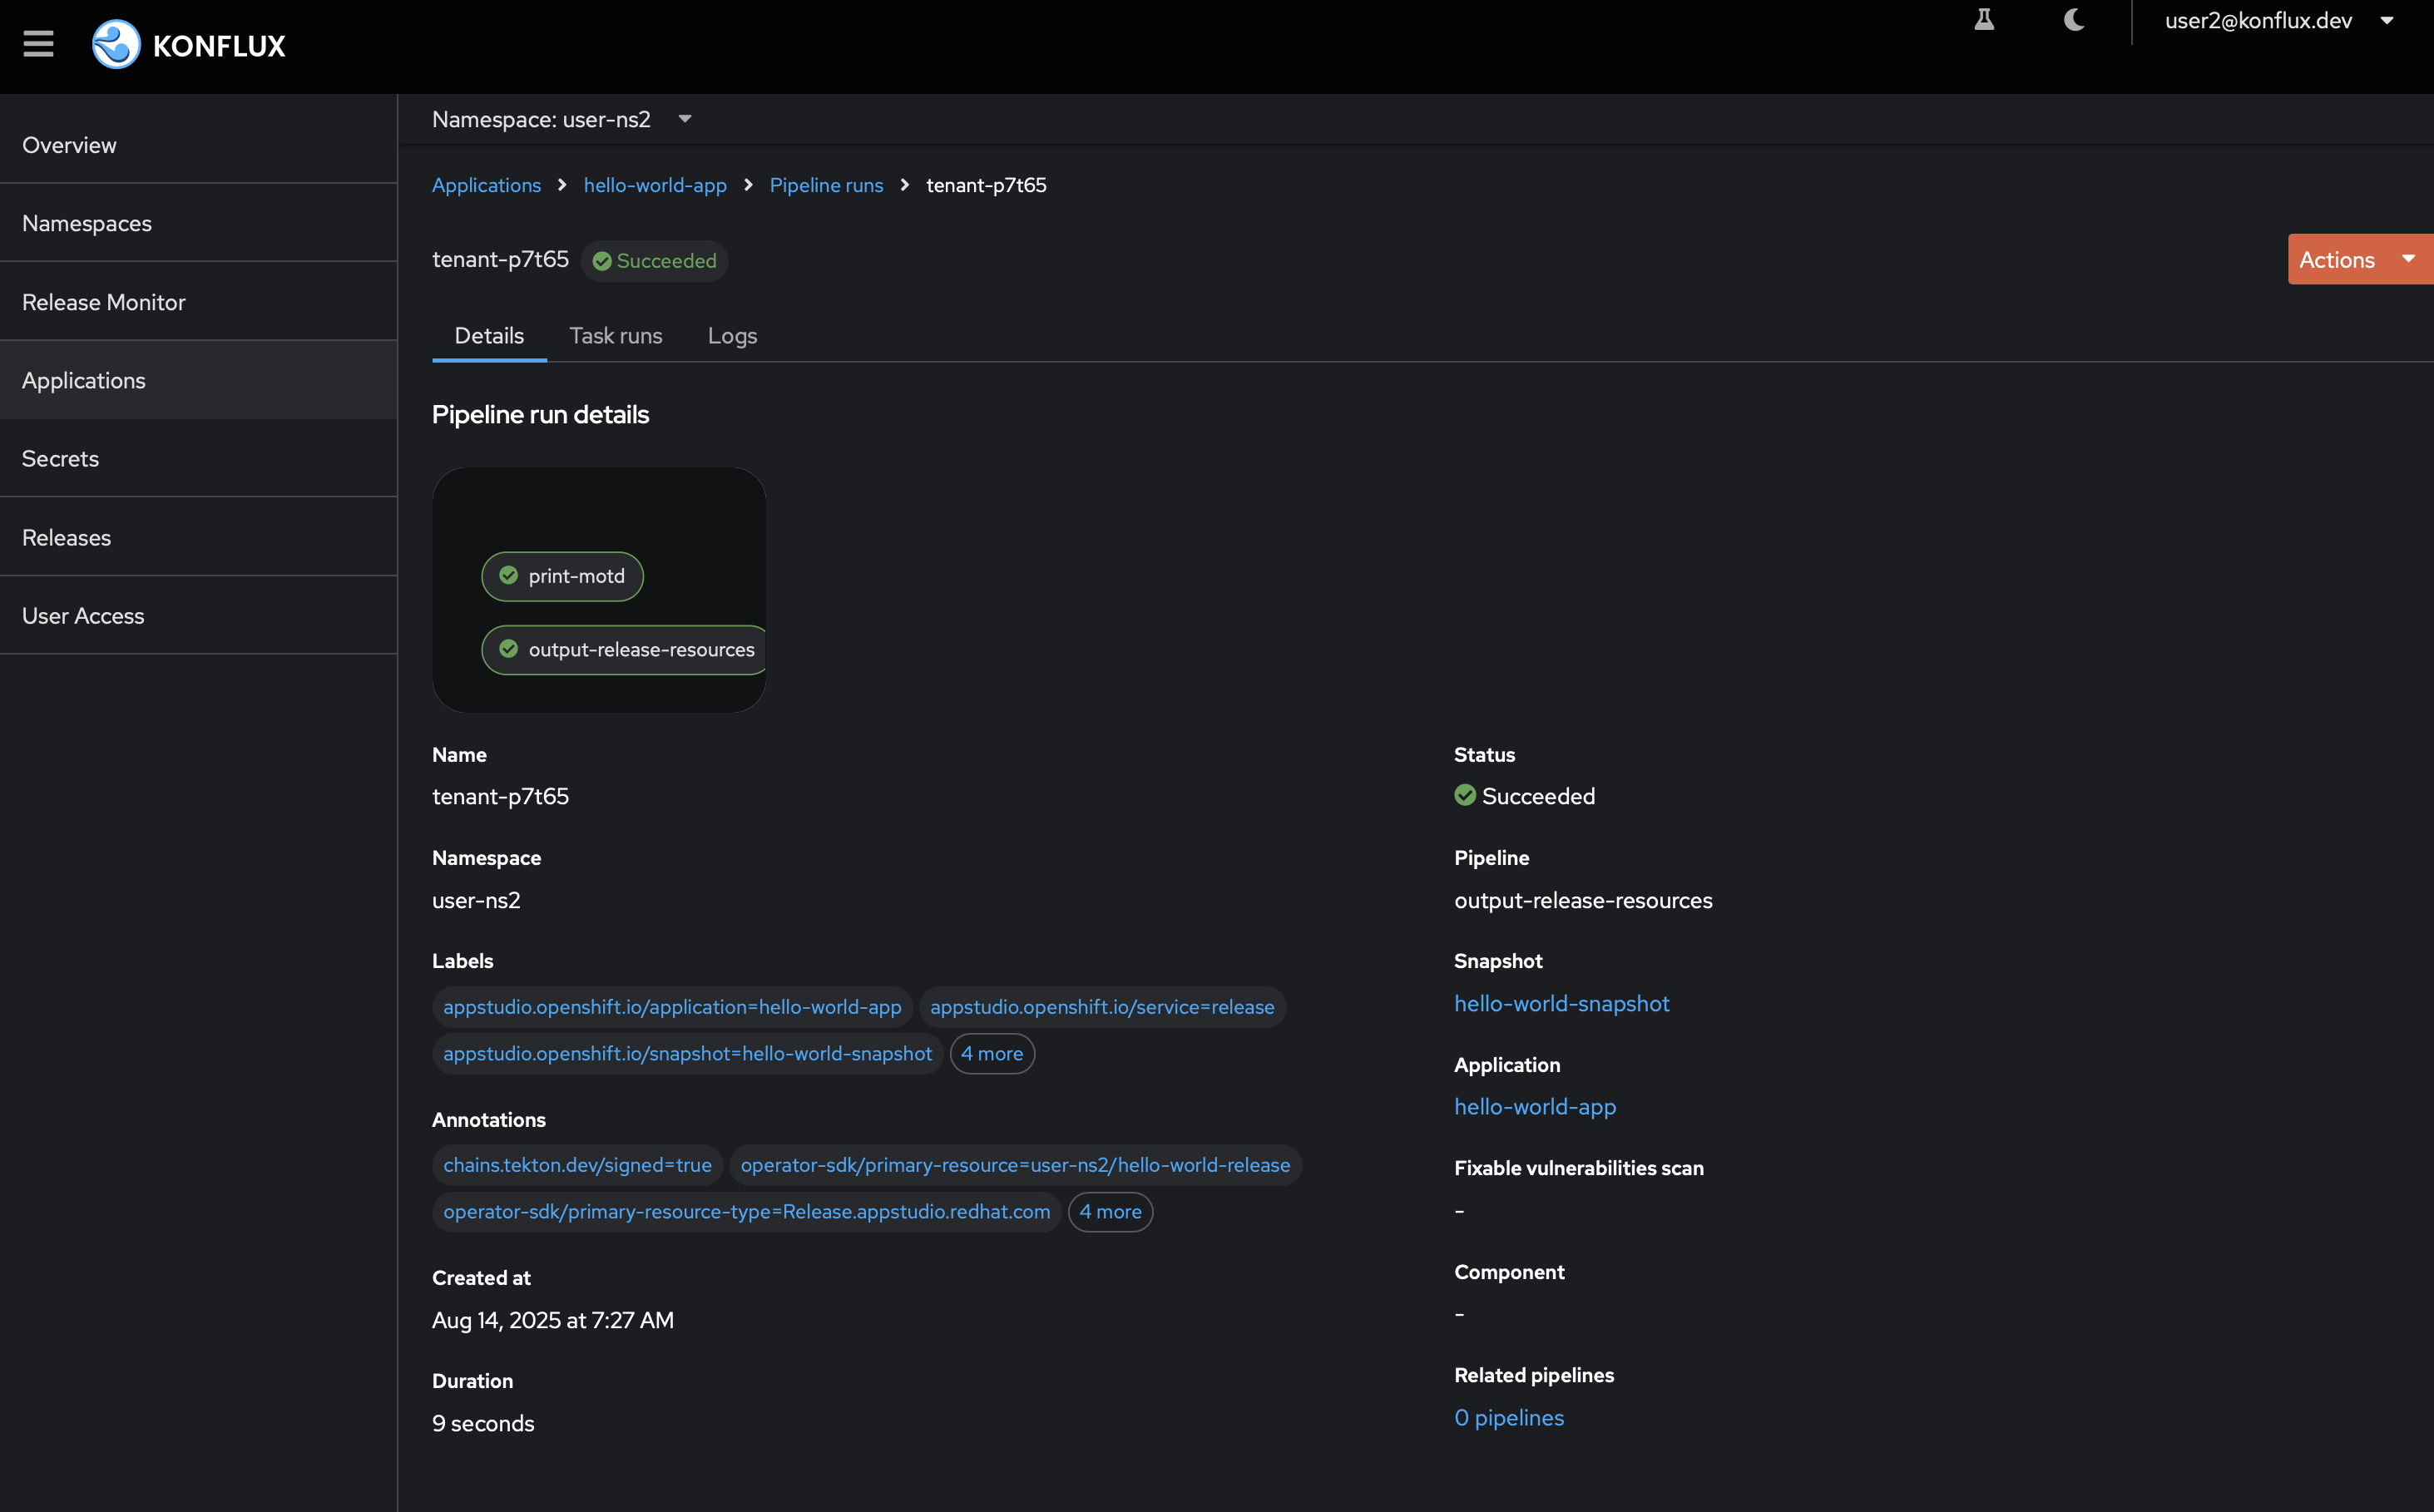 KONFLUX
user2@konflux.dev
Overview
Namespaces
Release Monitor
Applications
Secrets
Releases
User Access
Namespace: user-ns2
Applications > hello-world-app > Pipeline runs > tenant-p7t65
tenant-p7t65 Succeeded
Actions
Details Task runs Logs
Pipeline run details
print-motd
output-release-resources
Name
tenant-p7t65
Namespace
user-ns2
Labels
appstudio.openshift.io/application=hello-world-app appstudio.openshift.io/service=release
appstudio.openshift.io/snapshot=hello-world-snapshot 4 more
Annotations
chains.tekton.dev/signed=true operator-sdk/primary-resource=user-ns2/hello-world-release
operator-sdk/primary-resource-type=Release.appstudio.redhat.com 4 more
Created at
Aug 14, 2025 at 7:27 AM
Duration
9 seconds
Status
Succeeded
Pipeline
output-release-resources
Snapshot
hello-world-snapshot
Application
hello-world-app
Fixable vulnerabilities scan
-
Component
-
Related pipelines
0 pipelines